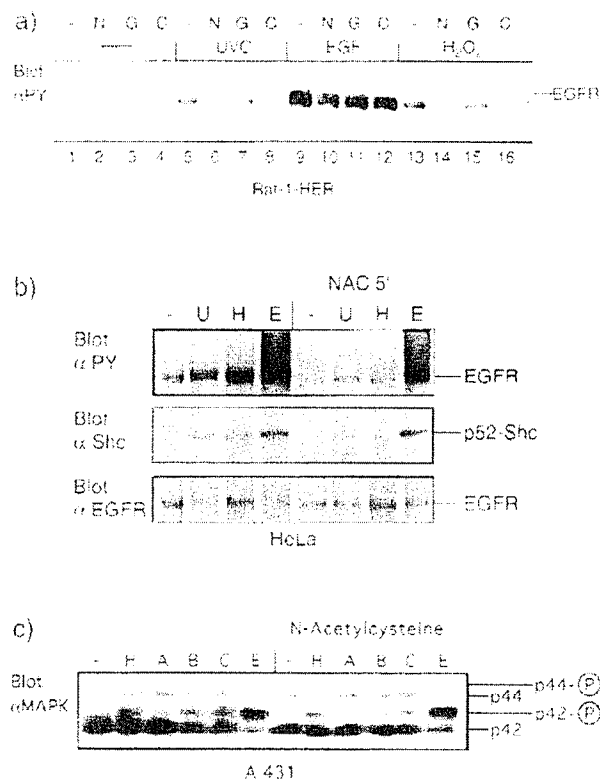 a)
- N G C - N G C - N G C - N G C
— UVC EGF H₂O₂
Blot
αPY
EGFR
1 2 3 4 5 6 7 8 9 10 11 12 13 14 15 16
Rat-1-HER
b)
NAC 5'
- U H E - U H E
Blot
α PY
EGFR
Blot
α Shc
p52-Shc
Blot
α EGFR
EGFR
HeLa
c)
N-Acetylcysteine
- H A B C E - H A B C E
Blot
αMAPK
p44-Ⓟ
p44
p42-Ⓟ
p42
A 431